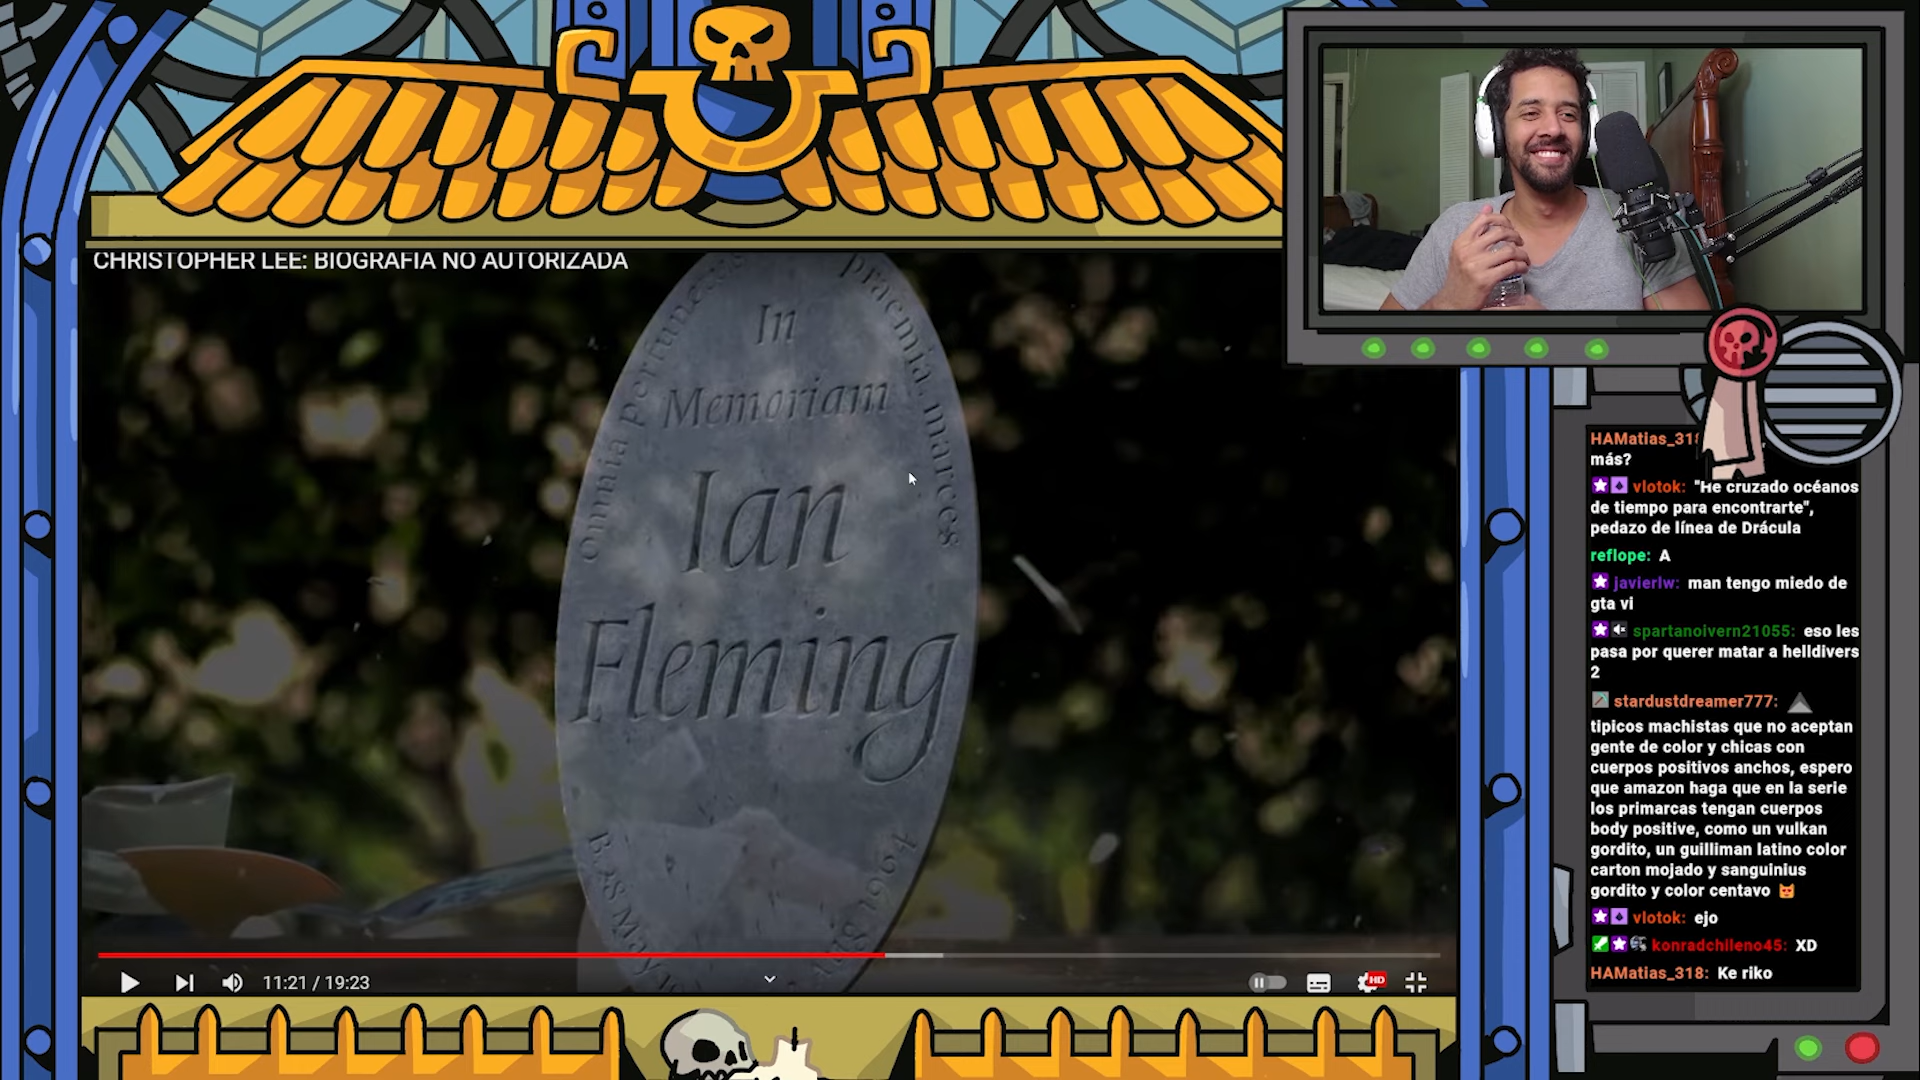 CHRISTOPHER LEE: BIOGRAFIA NO AUTORIZADA
In
Memoriam
Ian
Fleming
omnia perfunctus
praemia, marces
11:21 / 19:23
HD
HAMatias_318
más?
vlotok: "He cruzado océanos
de tiempo para encontrarte",
pedazo de línea de Drácula
reflope: A
javierlw: man tengo miedo de
gta vi
spartanoivern21055: eso les
pasa por querer matar a helldivers
2
stardustdreamer777:
tipicos machistas que no aceptan
gente de color y chicas con
cuerpos positivos anchos, espero
que amazon haga que en la serie
los primarcas tengan cuerpos
body positive, como un vulkan
gordito, un guilliman latino color
carton mojado y sanguinius
gordito y color centavo
vlotok: ejo
konradchileno45: XD
HAMatias_318: Ke riko